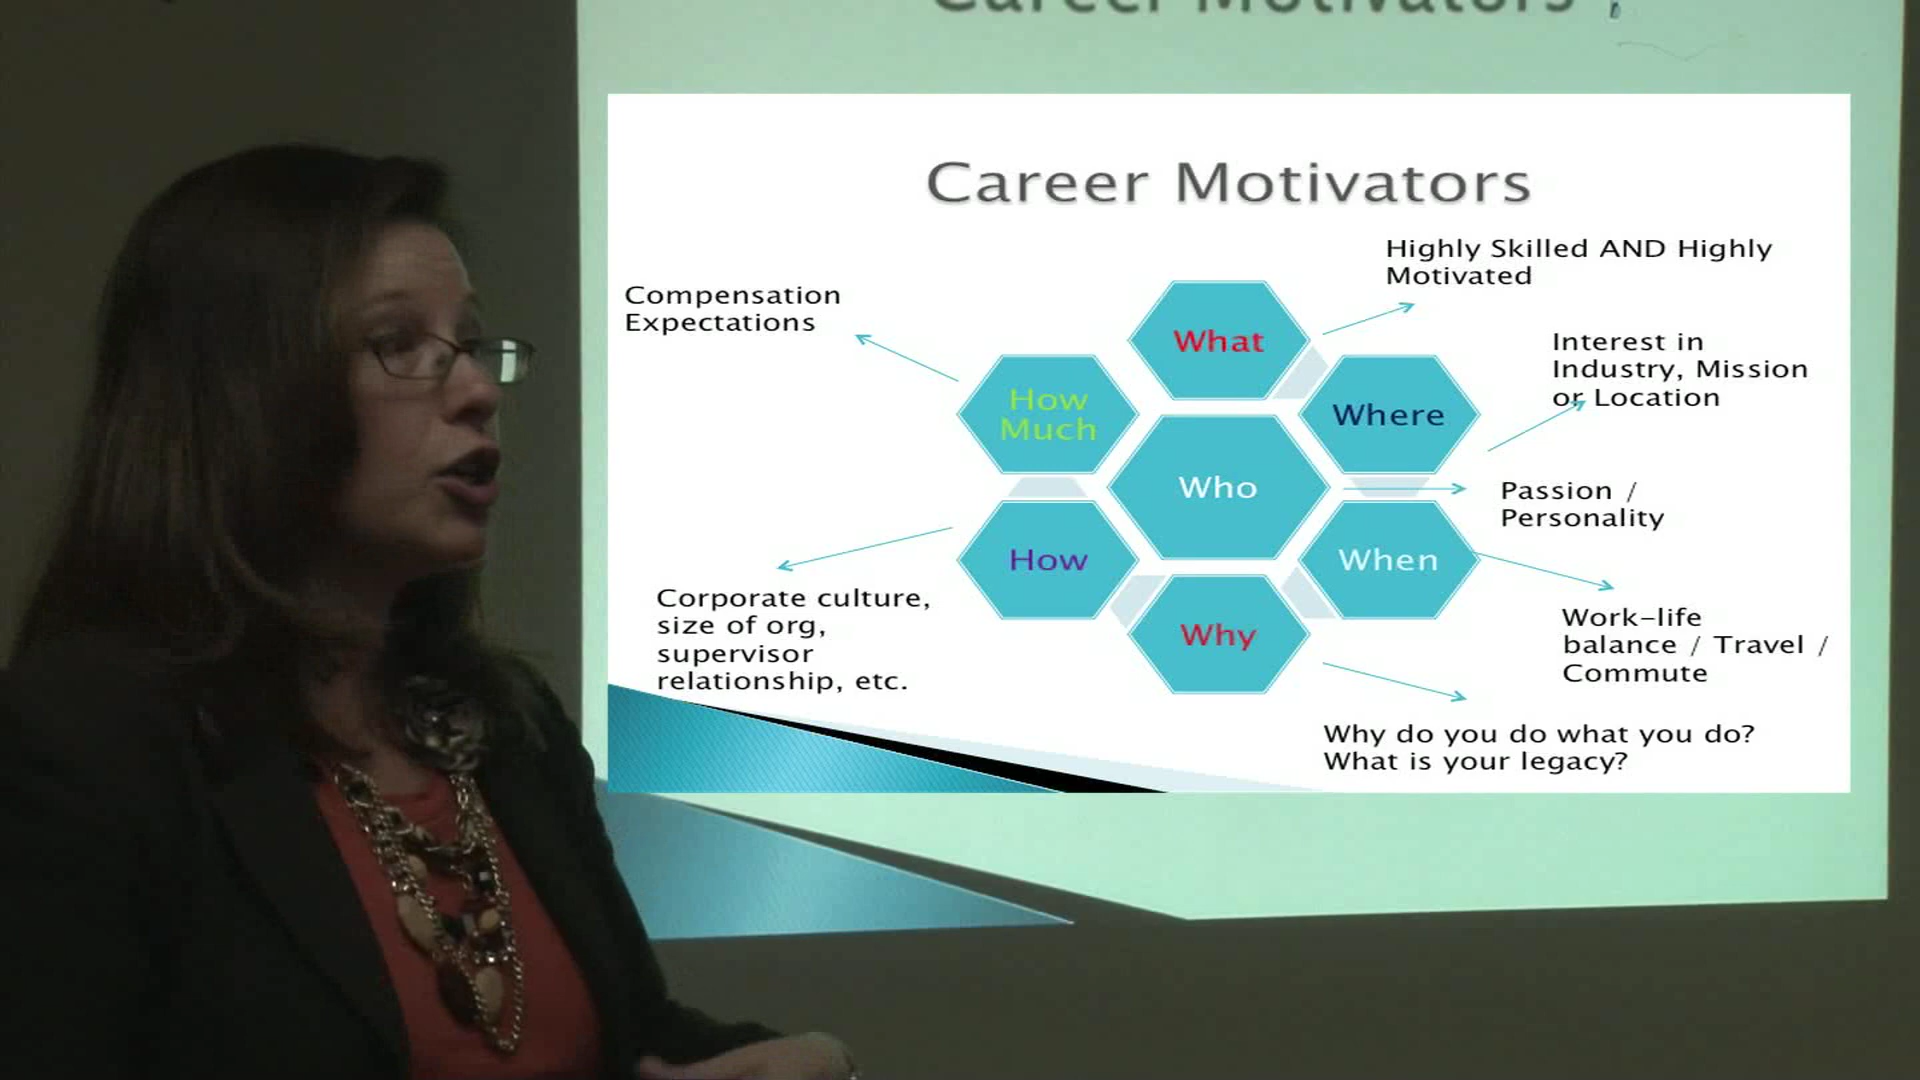 Career Motivators
Career Motivators
Highly Skilled AND Highly
Motivated
Compensation
Expectations
What
Interest in
Industry, Mission
or Location
How
Much
Where
Who
Passion /
Personality
How
When
Corporate culture,
size of org,
supervisor
relationship, etc.
Work-life
balance / Travel /
Commute
Why
Why do you do what you do?
What is your legacy?